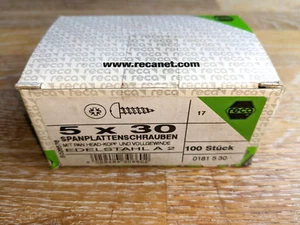 www.recanet.com
5 x 30
SPANPLATTENSCHRAUBEN
MIT PAN HEAD-KOPF UND VOLLGEWINDE
EDELSTAHL A 2
17
reca
100 Stück
0181 5 30